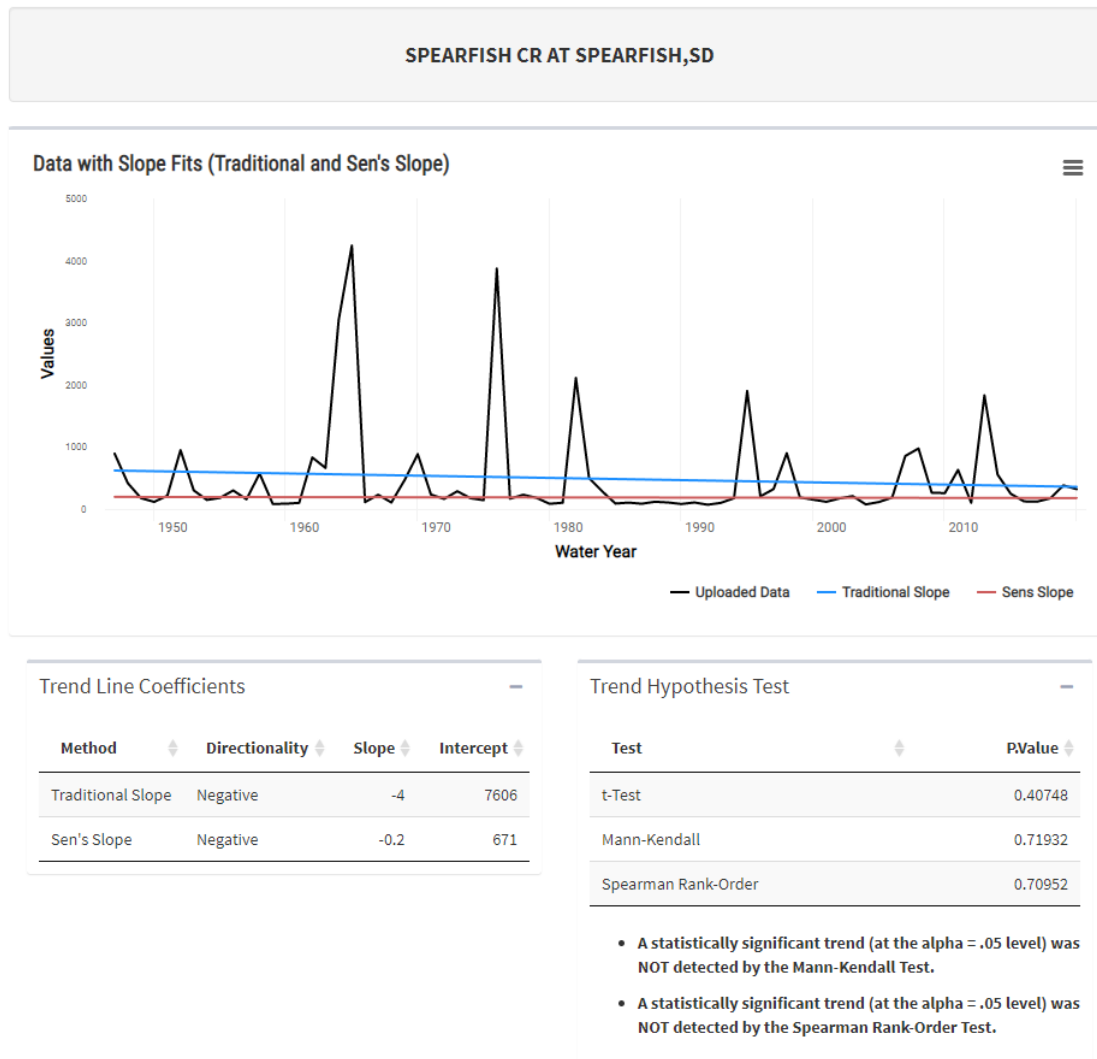 SPEARFISH CR AT SPEARFISH,SD
Data with Slope Fits (Traditional and Sen's Slope)
5000
4000
3000
2000
1000
0
Values
1950 1960 1970 1980 1990 2000 2010
Water Year
Uploaded Data Traditional Slope Sens Slope
Trend Line Coefficients
Method Directionality Slope Intercept
Traditional Slope Negative -4 7606
Sen's Slope Negative -0.2 671
Trend Hypothesis Test
Test P.Value
t-Test 0.40748
Mann-Kendall 0.71932
Spearman Rank-Order 0.70952
• A statistically significant trend (at the alpha = .05 level) was
NOT detected by the Mann-Kendall Test.
• A statistically significant trend (at the alpha = .05 level) was
NOT detected by the Spearman Rank-Order Test.